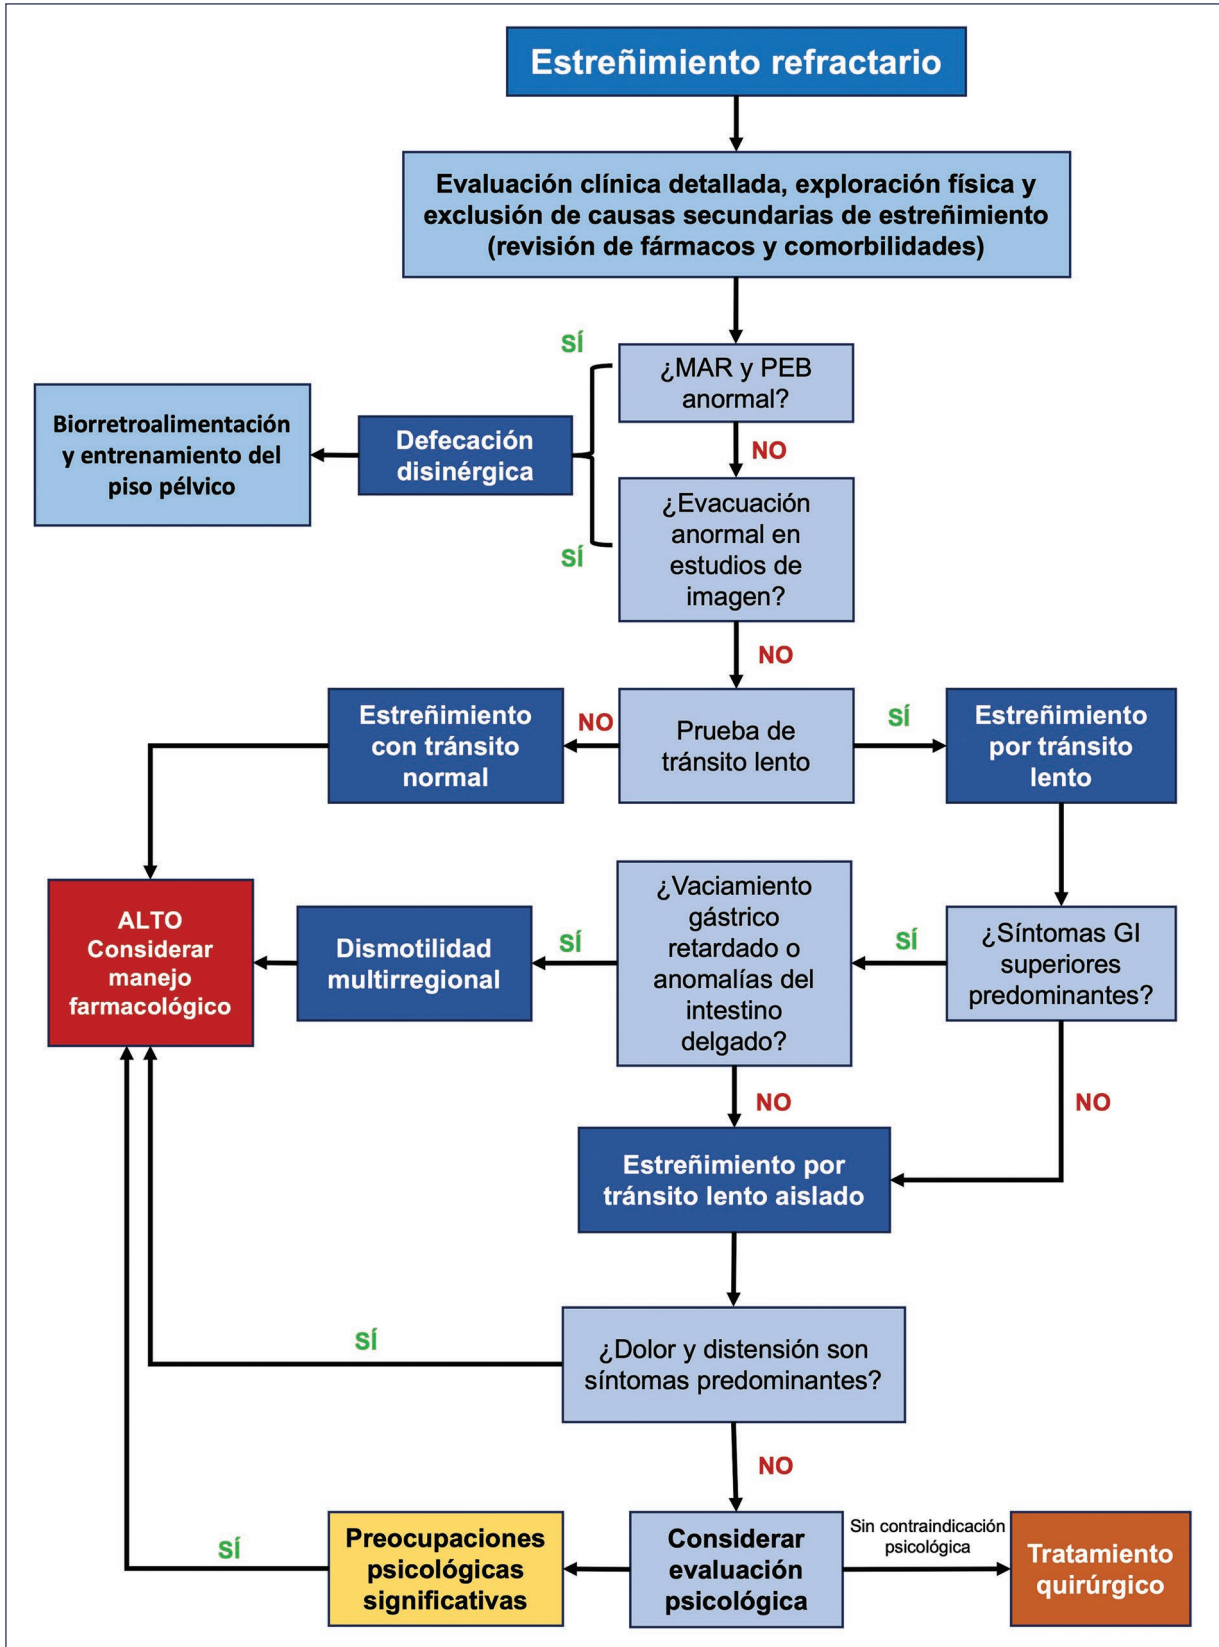 Estreñimiento refractario
Evaluación clínica detallada, exploración física y
exclusión de causas secundarias de estreñimiento
(revisión de fármacos y comorbilidades)
SÍ
¿MAR y PEB
anormal?
Biorretroalimentación
y entrenamiento del
piso pélvico
Defecación
disinérgica
NO
¿Evacuación
anormal en
estudios de
imagen?
SÍ
NO
Estreñimiento
con tránsito
normal
NO
Prueba de
tránsito lento
SÍ
Estreñimiento
por tránsito
lento
ALTO
Considerar
manejo
farmacológico
Dismotilidad
multirregional
SÍ
¿Vaciamiento
gástrico
retardado o
anomalías del
intestino
delgado?
SÍ
¿Síntomas GI
superiores
predominantes?
NO
NO
Estreñimiento por
tránsito lento aislado
SÍ
¿Dolor y distensión son
síntomas predominantes?
NO
SÍ
Preocupaciones
psicológicas
significativas
Considerar
evaluación
psicológica
Sin contraindicación
psicológica
Tratamiento
quirúrgico